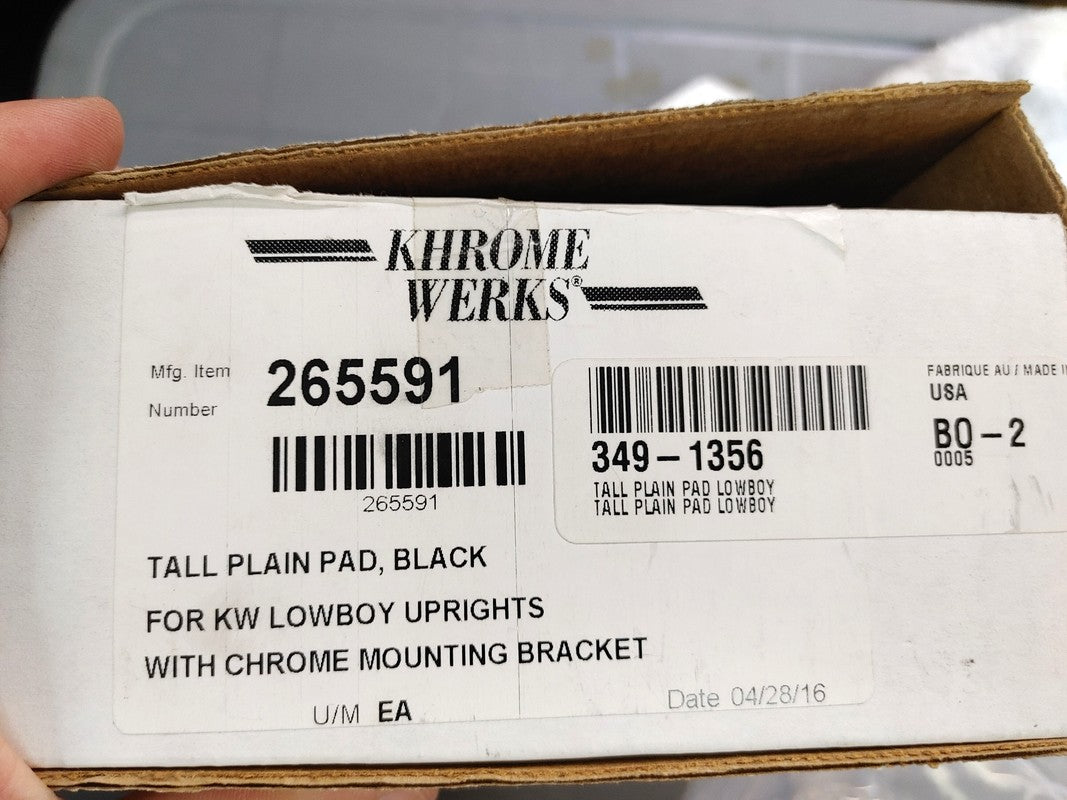 KHROME
WERKS®
Mfg. Item
Number
265591
265591
FABRIQUE AU / MADE IN
USA
349-1356
BO-2
0005
TALL PLAIN PAD LOWBOY
TALL PLAIN PAD LOWBOY
TALL PLAIN PAD, BLACK
FOR KW LOWBOY UPRIGHTS
WITH CHROME MOUNTING BRACKET
U/M EA
Date 04/28/16